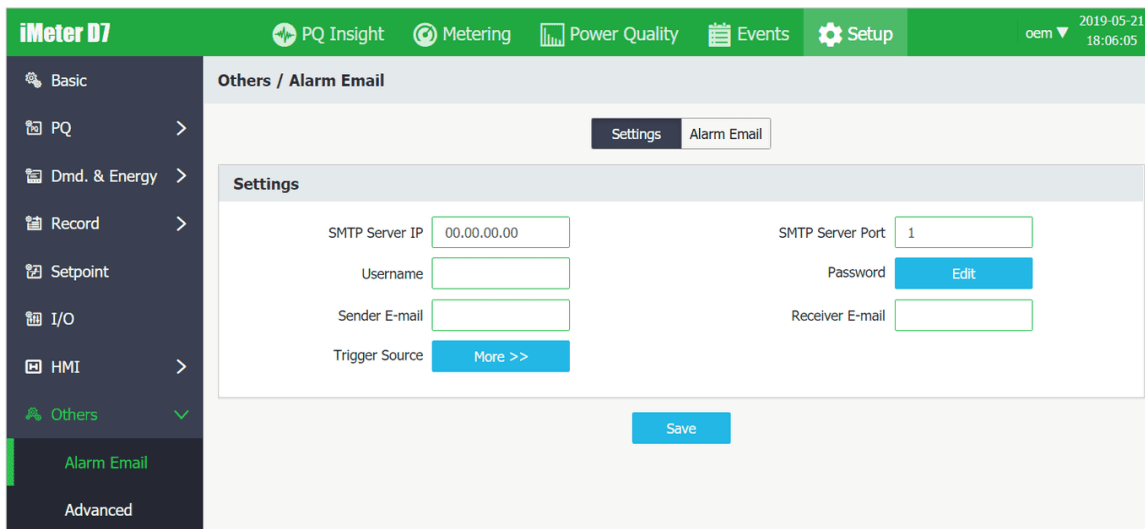 iMeter D7
PQ Insight
Metering
Power Quality
Events
Setup
oem ▼
2019-05-21
18:06:05
Basic
PQ
Dmd. & Energy
Record
Setpoint
I/O
HMI
Others
Alarm Email
Advanced
Others / Alarm Email
Settings
Alarm Email
Settings
SMTP Server IP 00.00.00.00
SMTP Server Port 1
Username
Password Edit
Sender E-mail
Receiver E-mail
Trigger Source More >>
Save